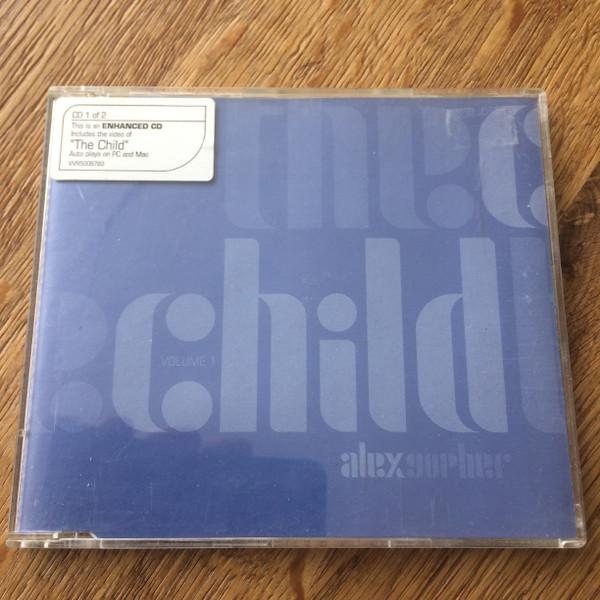 CD 1 of 2
This is an ENHANCED CD
Includes the video of
"The Child"
Auto plays on PC and Mac
VVR5006783
the c
child
VOLUME 1
alexgopher